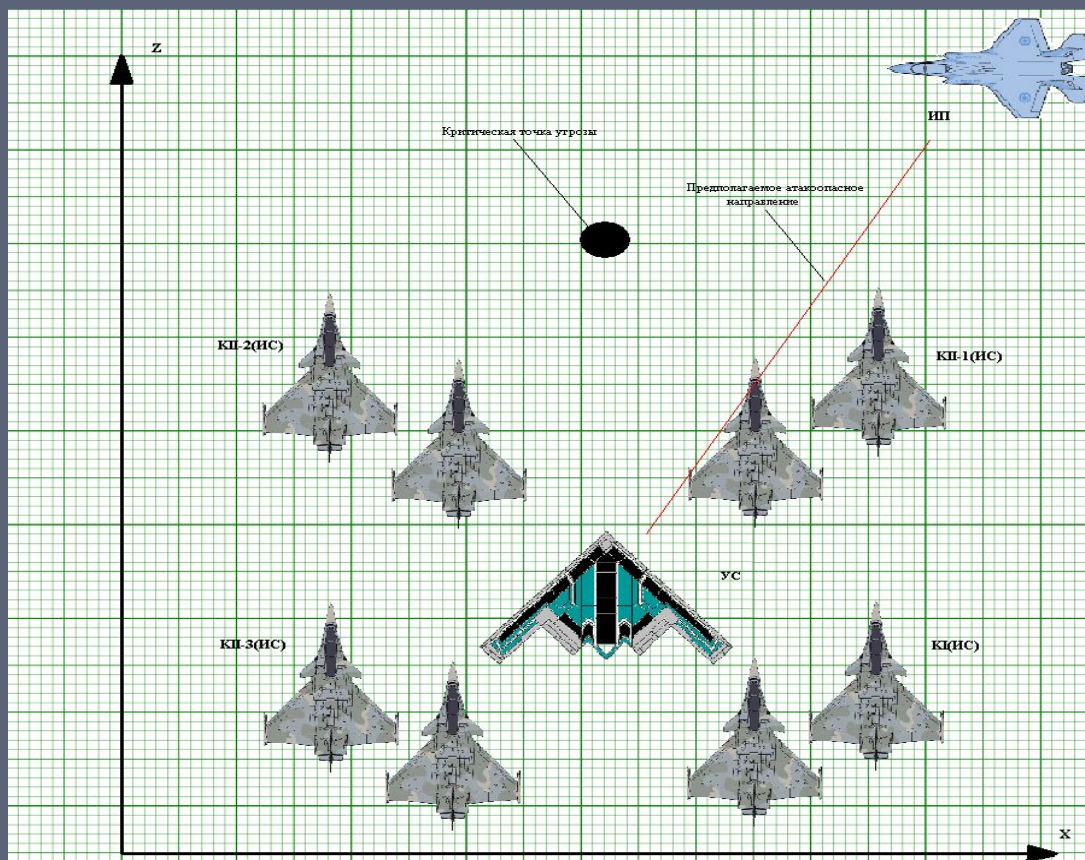 Z
ИП
Критическая точка угрозы
Предполагаемое атакоопасное
направление
КП-2(ИС)
КП-1(ИС)
УС
КП-3(ИС)
КI(ИС)
X